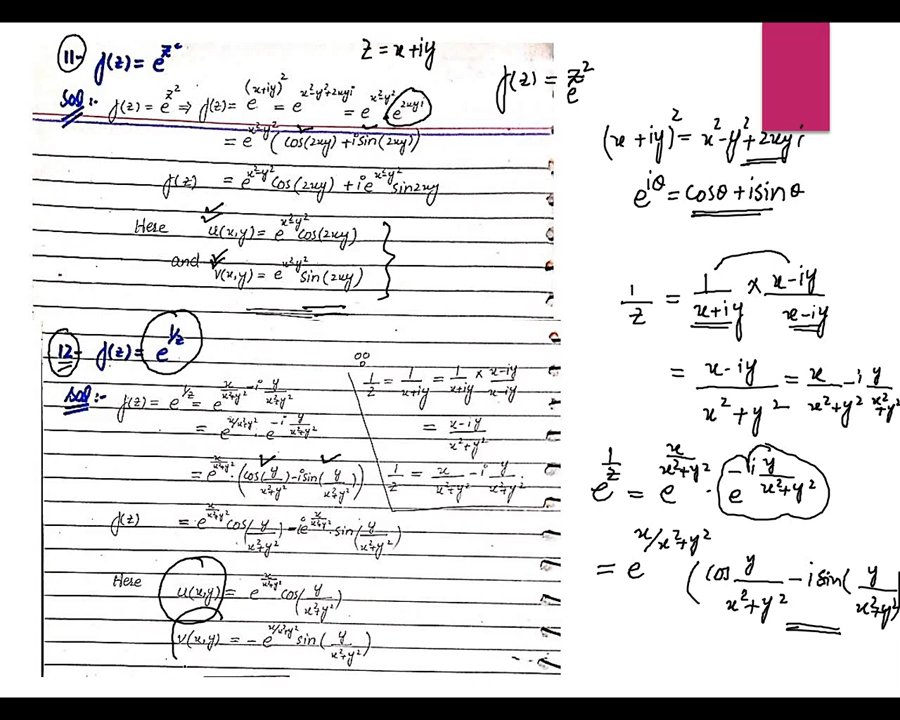 11- f(z) = e^{z^2}
Sol:- f(z) = e^{z^2} ⇒ f(z) = e^{(x+iy)^2} = e^{x^2-y^2+2xyi} = e^{x^2-y^2} . e^{2xyi}
= e^{x^2-y^2} (cos(2xy) + i sin(2xy))
f(z) = e^{x^2-y^2} cos(2xy) + i e^{x^2-y^2} sin 2xy
Here u(x,y) = e^{x^2-y^2} cos(2xy)
and v(x,y) = e^{x^2-y^2} sin(2xy)
12- f(z) = e^{1/z}
Sol:- f(z) = e^{1/z} = e^{x/x^2+y^2 - i y/x^2+y^2}
= e^{x/x^2+y^2} . e^{-i y/x^2+y^2}
= e^{x/x^2+y^2} . (cos(y/x^2+y^2) - i sin(y/x^2+y^2))
f(z) = e^{x/x^2+y^2} cos(y/x^2+y^2) - i e^{x/x^2+y^2} . sin(y/x^2+y^2)
Here u(x,y) = e^{x/x^2+y^2} cos(y/x^2+y^2)
v(x,y) = - e^{x/x^2+y^2} sin(y/x^2+y^2)
1/z = 1/x+iy = 1/x+iy × x-iy/x-iy
= x-iy/x^2+y^2
1/z = x/x^2+y^2 - i y/x^2+y^2
z = x+iy
f(z) = e^{z^2}
(x+iy)^2 = x^2-y^2+2xyi
e^{iθ} = cosθ + i sinθ
1/z = 1/x+iy × x-iy/x-iy
= x-iy/x^2+y^2 = x/x^2+y^2 - i y/x^2+y^2
e^{1/z} = e^{x/x^2+y^2} . e^{-i y/x^2+y^2}
= e^{x/x^2+y^2} (cos y/x^2+y^2 - i sin(y/x^2+y^2)